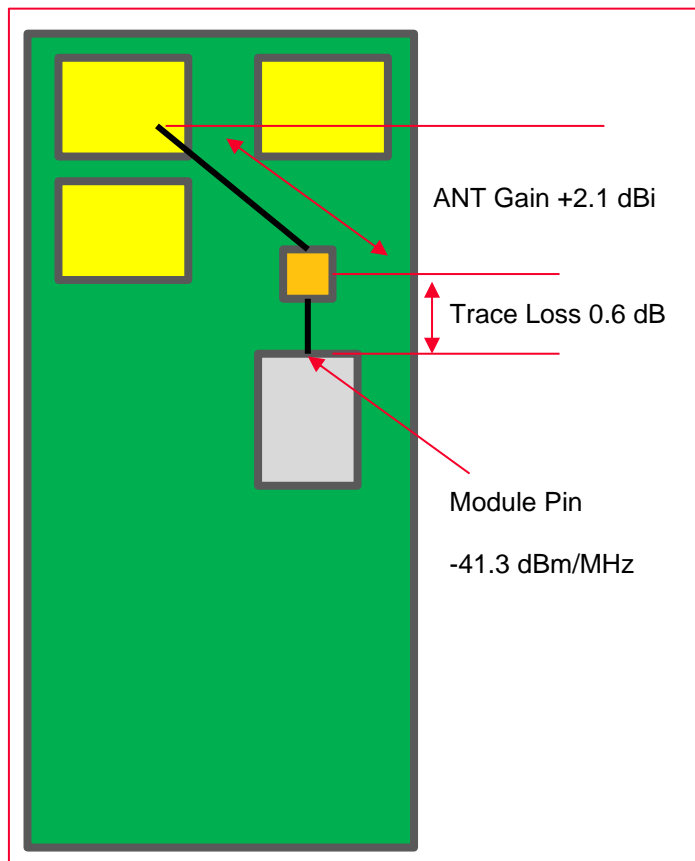 ANT Gain +2.1 dBi
Trace Loss 0.6 dB
Module Pin
-41.3 dBm/MHz